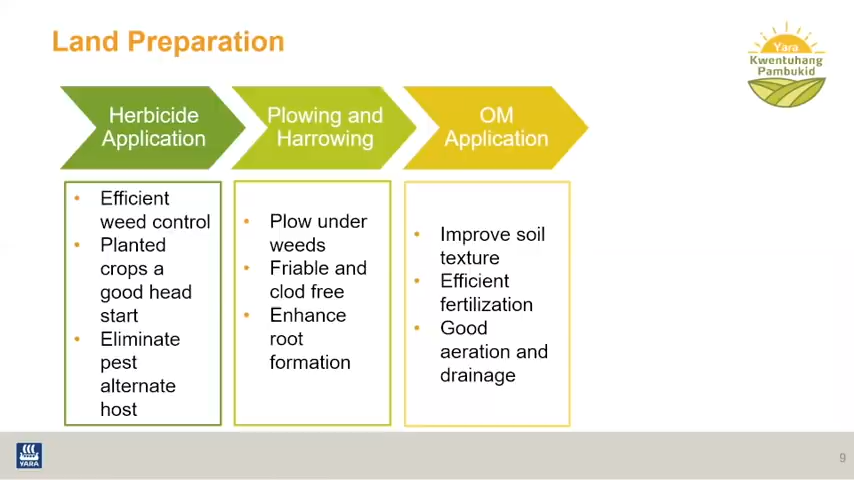 Land Preparation
Yara
Kwentuhang
Pambukid
Herbicide
Application
Plowing and
Harrowing
OM
Application
• Efficient
weed control
• Planted
crops a
good head
start
• Eliminate
pest
alternate
host
• Plow under
weeds
• Friable and
clod free
• Enhance
root
formation
• Improve soil
texture
• Efficient
fertilization
• Good
aeration and
drainage
YARA
9